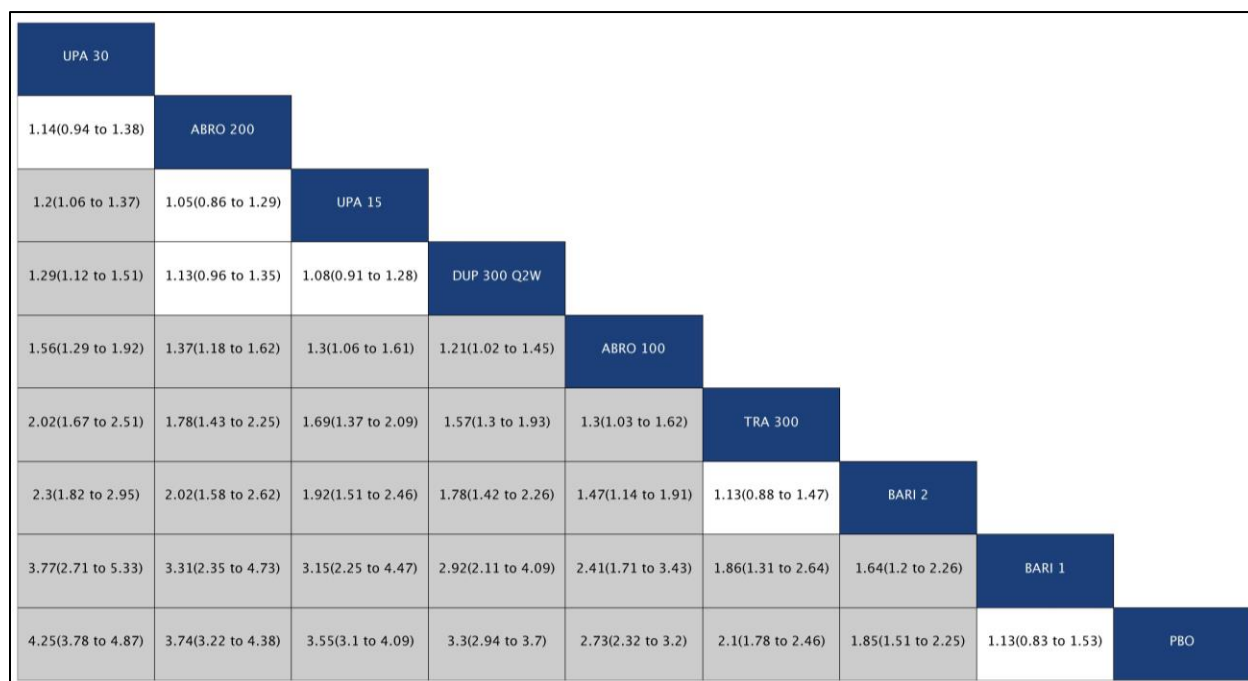 UPA 30
1.14(0.94 to 1.38) ABRO 200
1.2(1.06 to 1.37) 1.05(0.86 to 1.29) UPA 15
1.29(1.12 to 1.51) 1.13(0.96 to 1.35) 1.08(0.91 to 1.28) DUP 300 Q2W
1.56(1.29 to 1.92) 1.37(1.18 to 1.62) 1.3(1.06 to 1.61) 1.21(1.02 to 1.45) ABRO 100
2.02(1.67 to 2.51) 1.78(1.43 to 2.25) 1.69(1.37 to 2.09) 1.57(1.3 to 1.93) 1.3(1.03 to 1.62) TRA 300
2.3(1.82 to 2.95) 2.02(1.58 to 2.62) 1.92(1.51 to 2.46) 1.78(1.42 to 2.26) 1.47(1.14 to 1.91) 1.13(0.88 to 1.47) BARI 2
3.77(2.71 to 5.33) 3.31(2.35 to 4.73) 3.15(2.25 to 4.47) 2.92(2.11 to 4.09) 2.41(1.71 to 3.43) 1.86(1.31 to 2.64) 1.64(1.2 to 2.26) BARI 1
4.25(3.78 to 4.87) 3.74(3.22 to 4.38) 3.55(3.1 to 4.09) 3.3(2.94 to 3.7) 2.73(2.32 to 3.2) 2.1(1.78 to 2.46) 1.85(1.51 to 2.25) 1.13(0.83 to 1.53) PBO